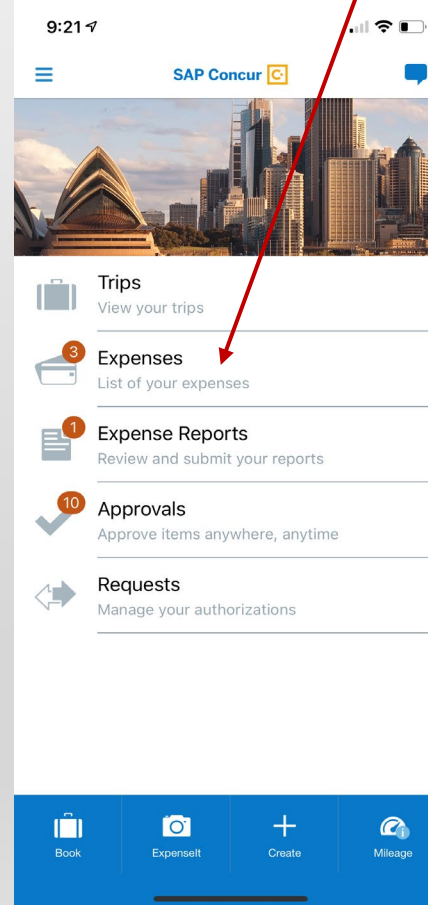 9:21
SAP Concur C
Trips
View your trips
3
Expenses
List of your expenses
1
Expense Reports
Review and submit your reports
10
Approvals
Approve items anywhere, anytime
Requests
Manage your authorizations
Book
ExpenseIt
Create
Mileage